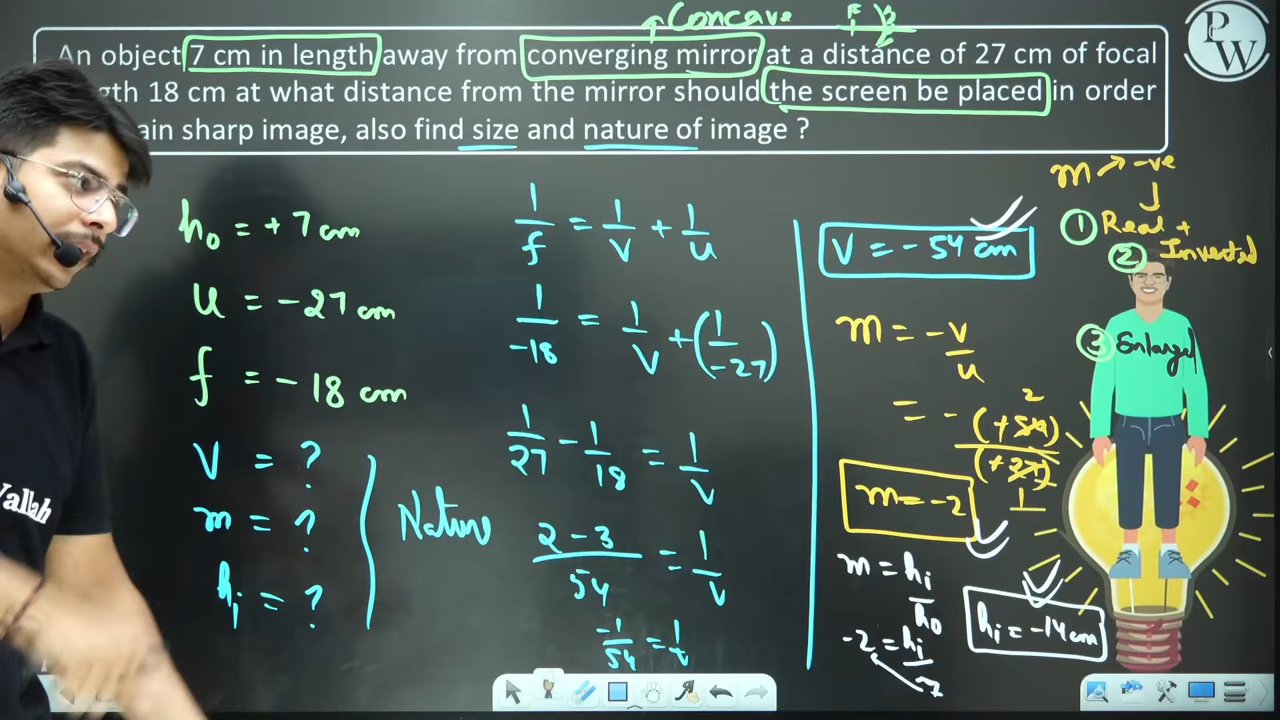 Concave
An object 7 cm in length away from converging mirror at a distance of 27 cm of focal
gth 18 cm at what distance from the mirror should the screen be placed in order
ain sharp image, also find size and nature of image ?
PW
h₀ = +7 cm
u = -27 cm
f = -18 cm
v = ?
m = ?
hᵢ = ?
Nature
1/f = 1/v + 1/u
1/-18 = 1/v + (1/-27)
1/27 - 1/18 = 1/v
2-3/54 = 1/v
-1/54 = 1/v
V = -54 cm
m = -v/u
= - (+54)/(+27)
2
1
m = -2
m = hᵢ/h₀
-2 = hᵢ/7
hᵢ = -14 cm
m → -ve
① Real +
② Inverted
③ Enlarged
Vallah